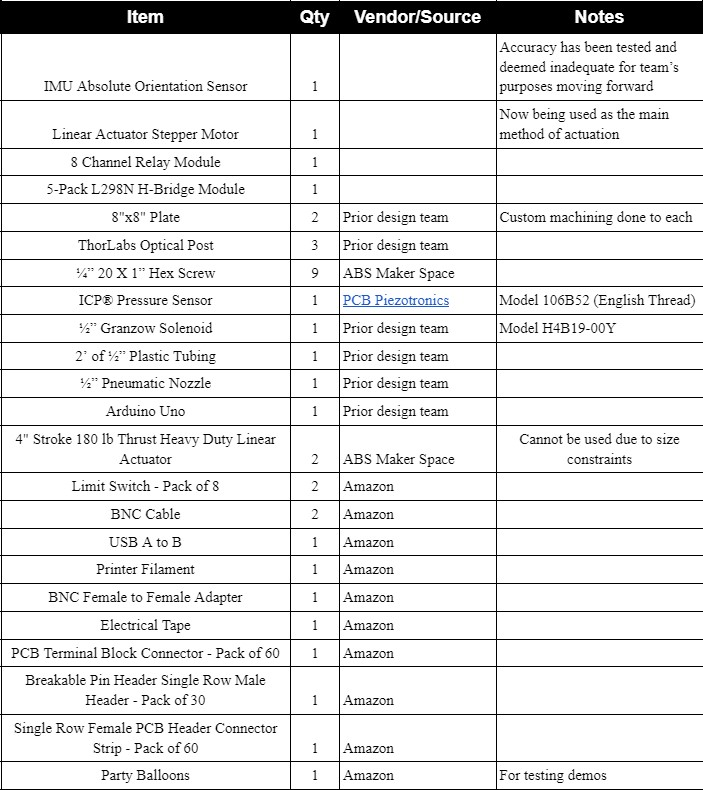 Item Qty Vendor/Source Notes
Accuracy has been tested and
deemed inadequate for team's
IMU Absolute Orientation Sensor 1 purposes moving forward
Now being used as the main
Linear Actuator Stepper Motor 1 method of actuation
8 Channel Relay Module 1
5-Pack L298N H-Bridge Module 1
8"x8" Plate 2 Prior design team Custom machining done to each
ThorLabs Optical Post 3 Prior design team
¼” 20 X 1” Hex Screw 9 ABS Maker Space
ICP® Pressure Sensor 1 PCB Piezotronics Model 106B52 (English Thread)
½” Granzow Solenoid 1 Prior design team Model H4B19-00Y
2’ of ½” Plastic Tubing 1 Prior design team
½” Pneumatic Nozzle 1 Prior design team
Arduino Uno 1 Prior design team
4" Stroke 180 lb Thrust Heavy Duty Linear Cannot be used due to size
Actuator 2 ABS Maker Space constraints
Limit Switch - Pack of 8 2 Amazon
BNC Cable 2 Amazon
USB A to B 1 Amazon
Printer Filament 1 Amazon
BNC Female to Female Adapter 1 Amazon
Electrical Tape 1 Amazon
PCB Terminal Block Connector - Pack of 60 1 Amazon
Breakable Pin Header Single Row Male
Header - Pack of 30 1 Amazon
Single Row Female PCB Header Connector
Strip - Pack of 60 1 Amazon
Party Balloons 1 Amazon For testing demos